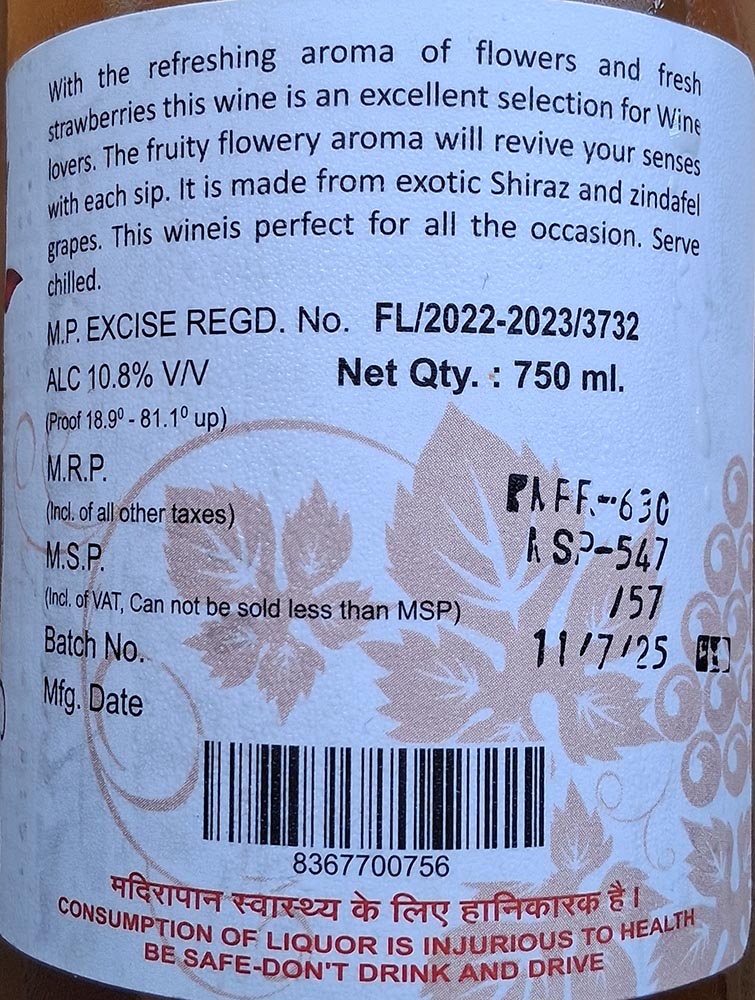 With the refreshing aroma of flowers and fresh
strawberries this wine is an excellent selection for Wine
lovers. The fruity flowery aroma will revive your senses
with each sip. It is made from exotic Shiraz and zindafel
grapes. This wineis perfect for all the occasion. Serve
chilled.
M.P. EXCISE REGD. No. FL/2022-2023/3732
ALC 10.8% V/V Net Qty. : 750 ml.
(Proof 18.9⁰ - 81.1⁰ up)
M.R.P.
630
(Incl. of all other taxes)
M.S.P. SP-547
(Incl. of VAT, Can not be sold less than MSP)
157
Batch No. 11/7/25
Mfg. Date
8367700756
मदिरापान स्वास्थ्य के लिए हानिकारक है।
CONSUMPTION OF LIQUOR IS INJURIOUS TO HEALTH
BE SAFE-DON'T DRINK AND DRIVE